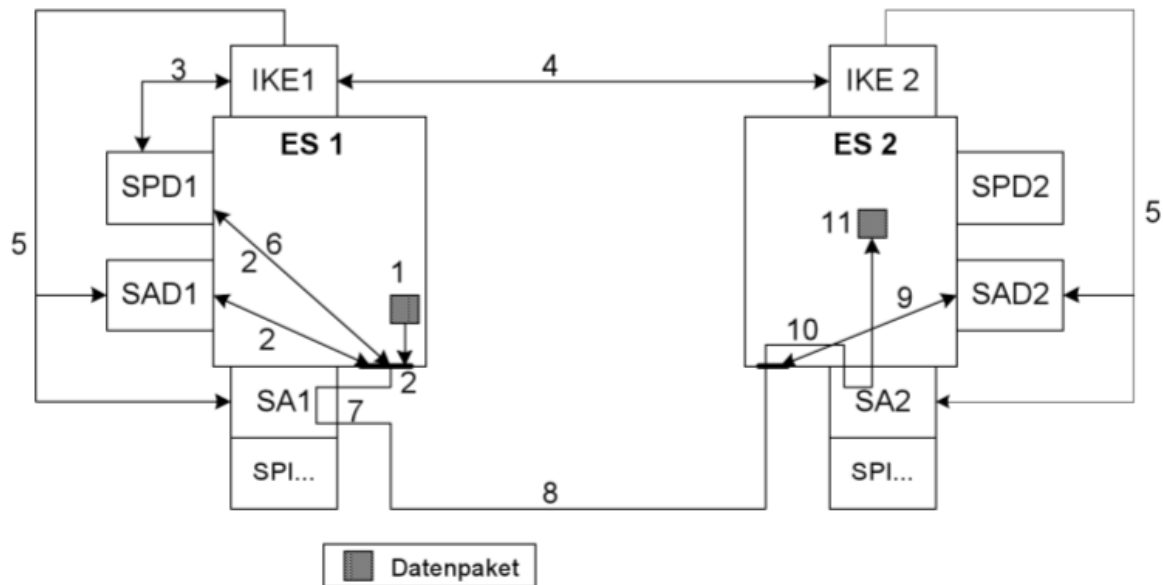 3
IKE1
4
IKE 2
ES 1
ES 2
SPD1
SPD2
5
6
2
1
11
5
SAD1
SAD2
2
9
10
2
SA1
7
SA2
SPI...
8
SPI...
Datenpaket